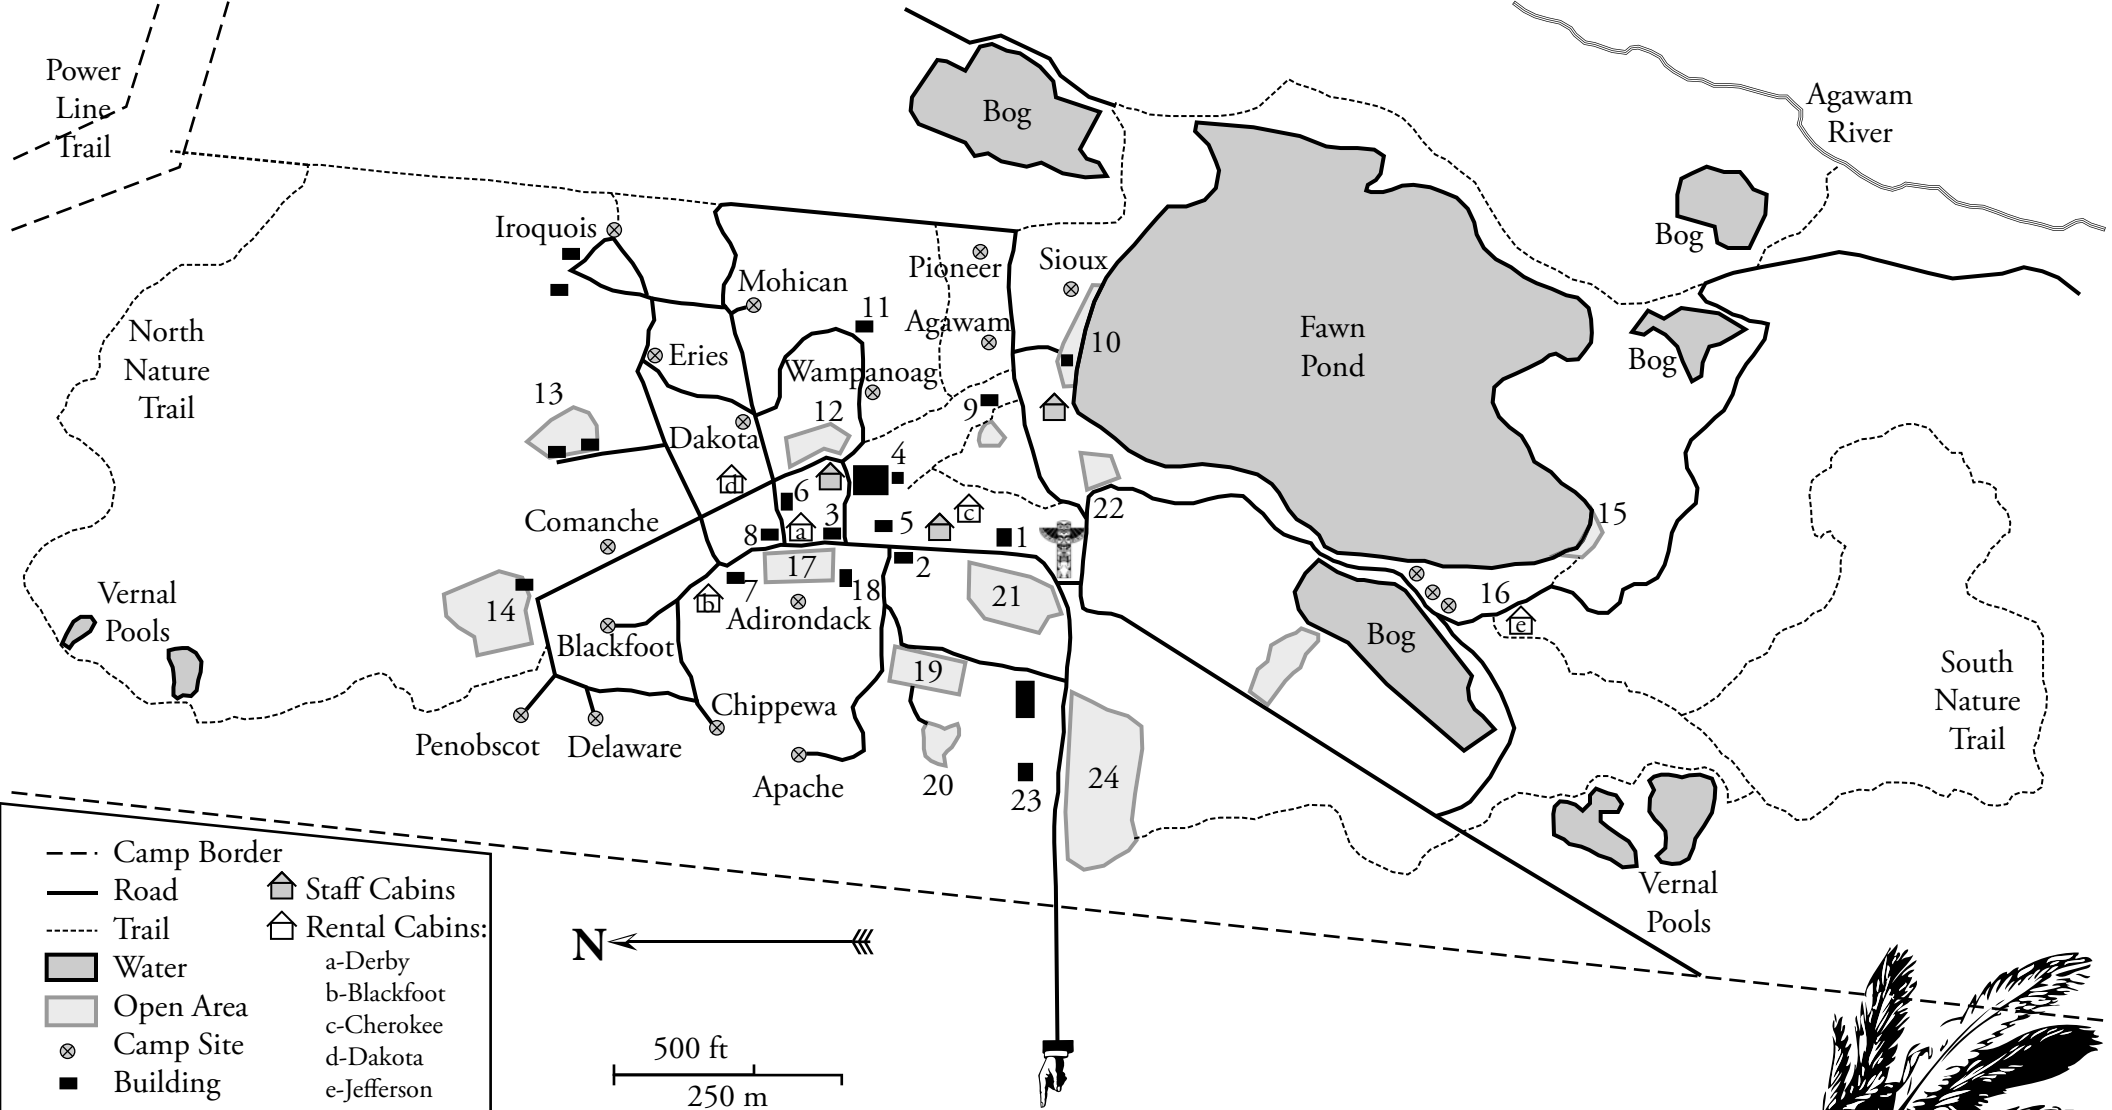 Power
Line
Trail
Bog
Agawam
River
Iroquois
Mohican
Pioneer
Sioux
Bog
North
Nature
Trail
11
Agawam
10
Fawn
Pond
Bog
Eries
Wampanoag
13
12
9
Dakota
4
d
6
Comanche
3
5
c
1
22
15
8
a
17
2
Vernal
Pools
14
7
b
18
21
16
e
Adirondack
Blackfoot
Bog
19
South
Nature
Trail
Chippewa
Penobscot
Delaware
Apache
20
23
24
Vernal
Pools
Camp Border
Road
Trail
Water
Open Area
Camp Site
Building
Staff Cabins
Rental Cabins:
a-Derby
b-Blackfoot
c-Cherokee
d-Dakota
e-Jefferson
N
500 ft
250 m